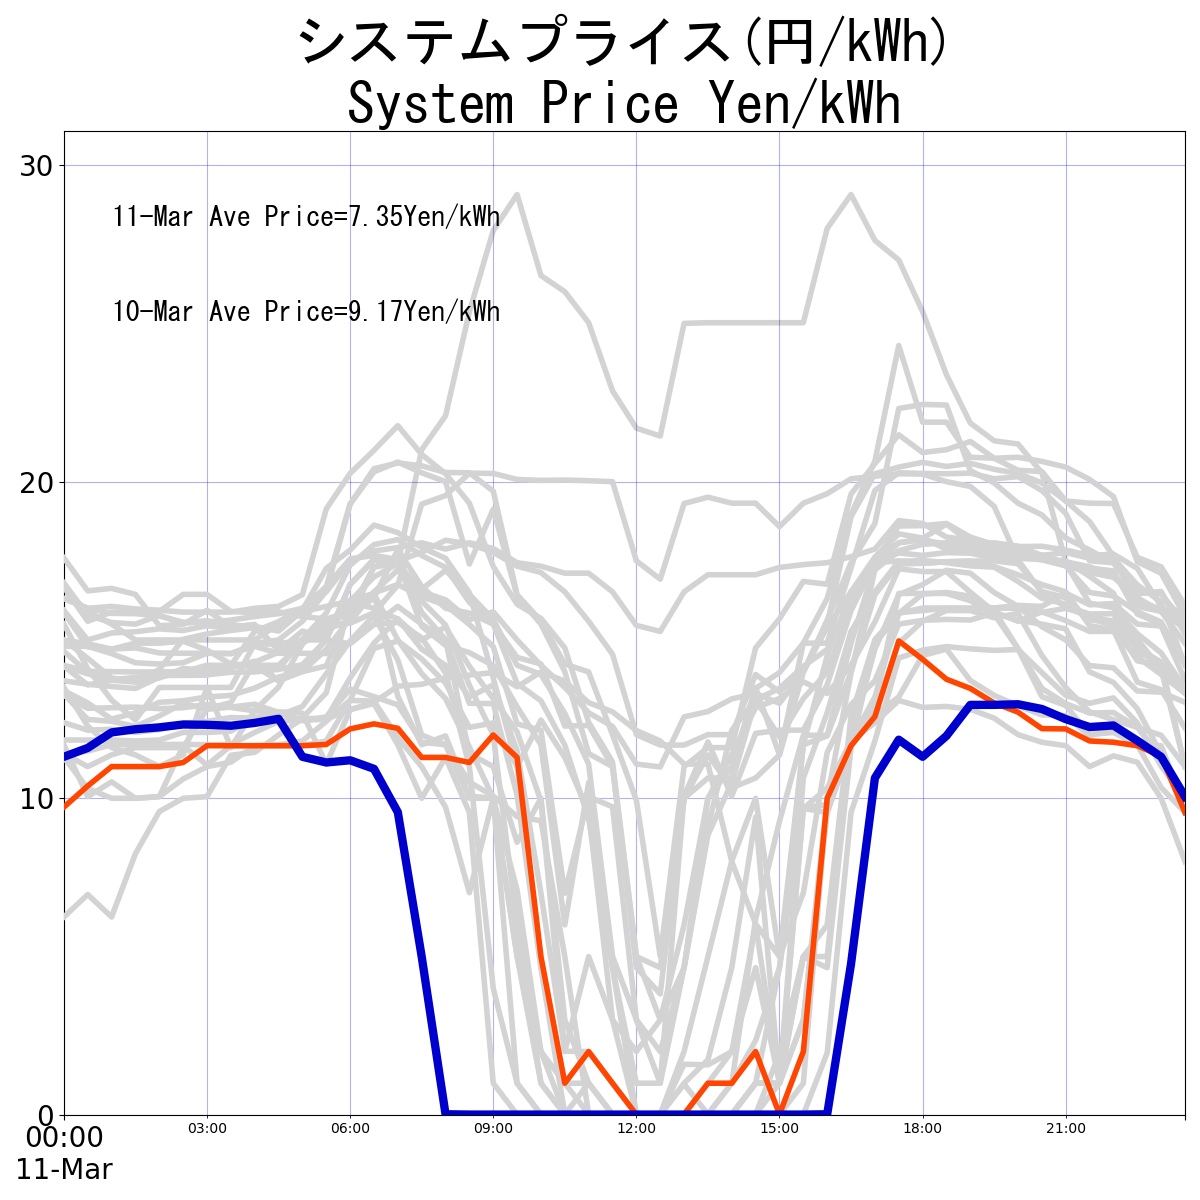 システムプライス(円/kWh)
System Price Yen/kWh
30
11-Mar Ave Price=7.35Yen/kWh
10-Mar Ave Price=9.17Yen/kWh
20
10
0
00:00 03:00 06:00 09:00 12:00 15:00 18:00 21:00
11-Mar